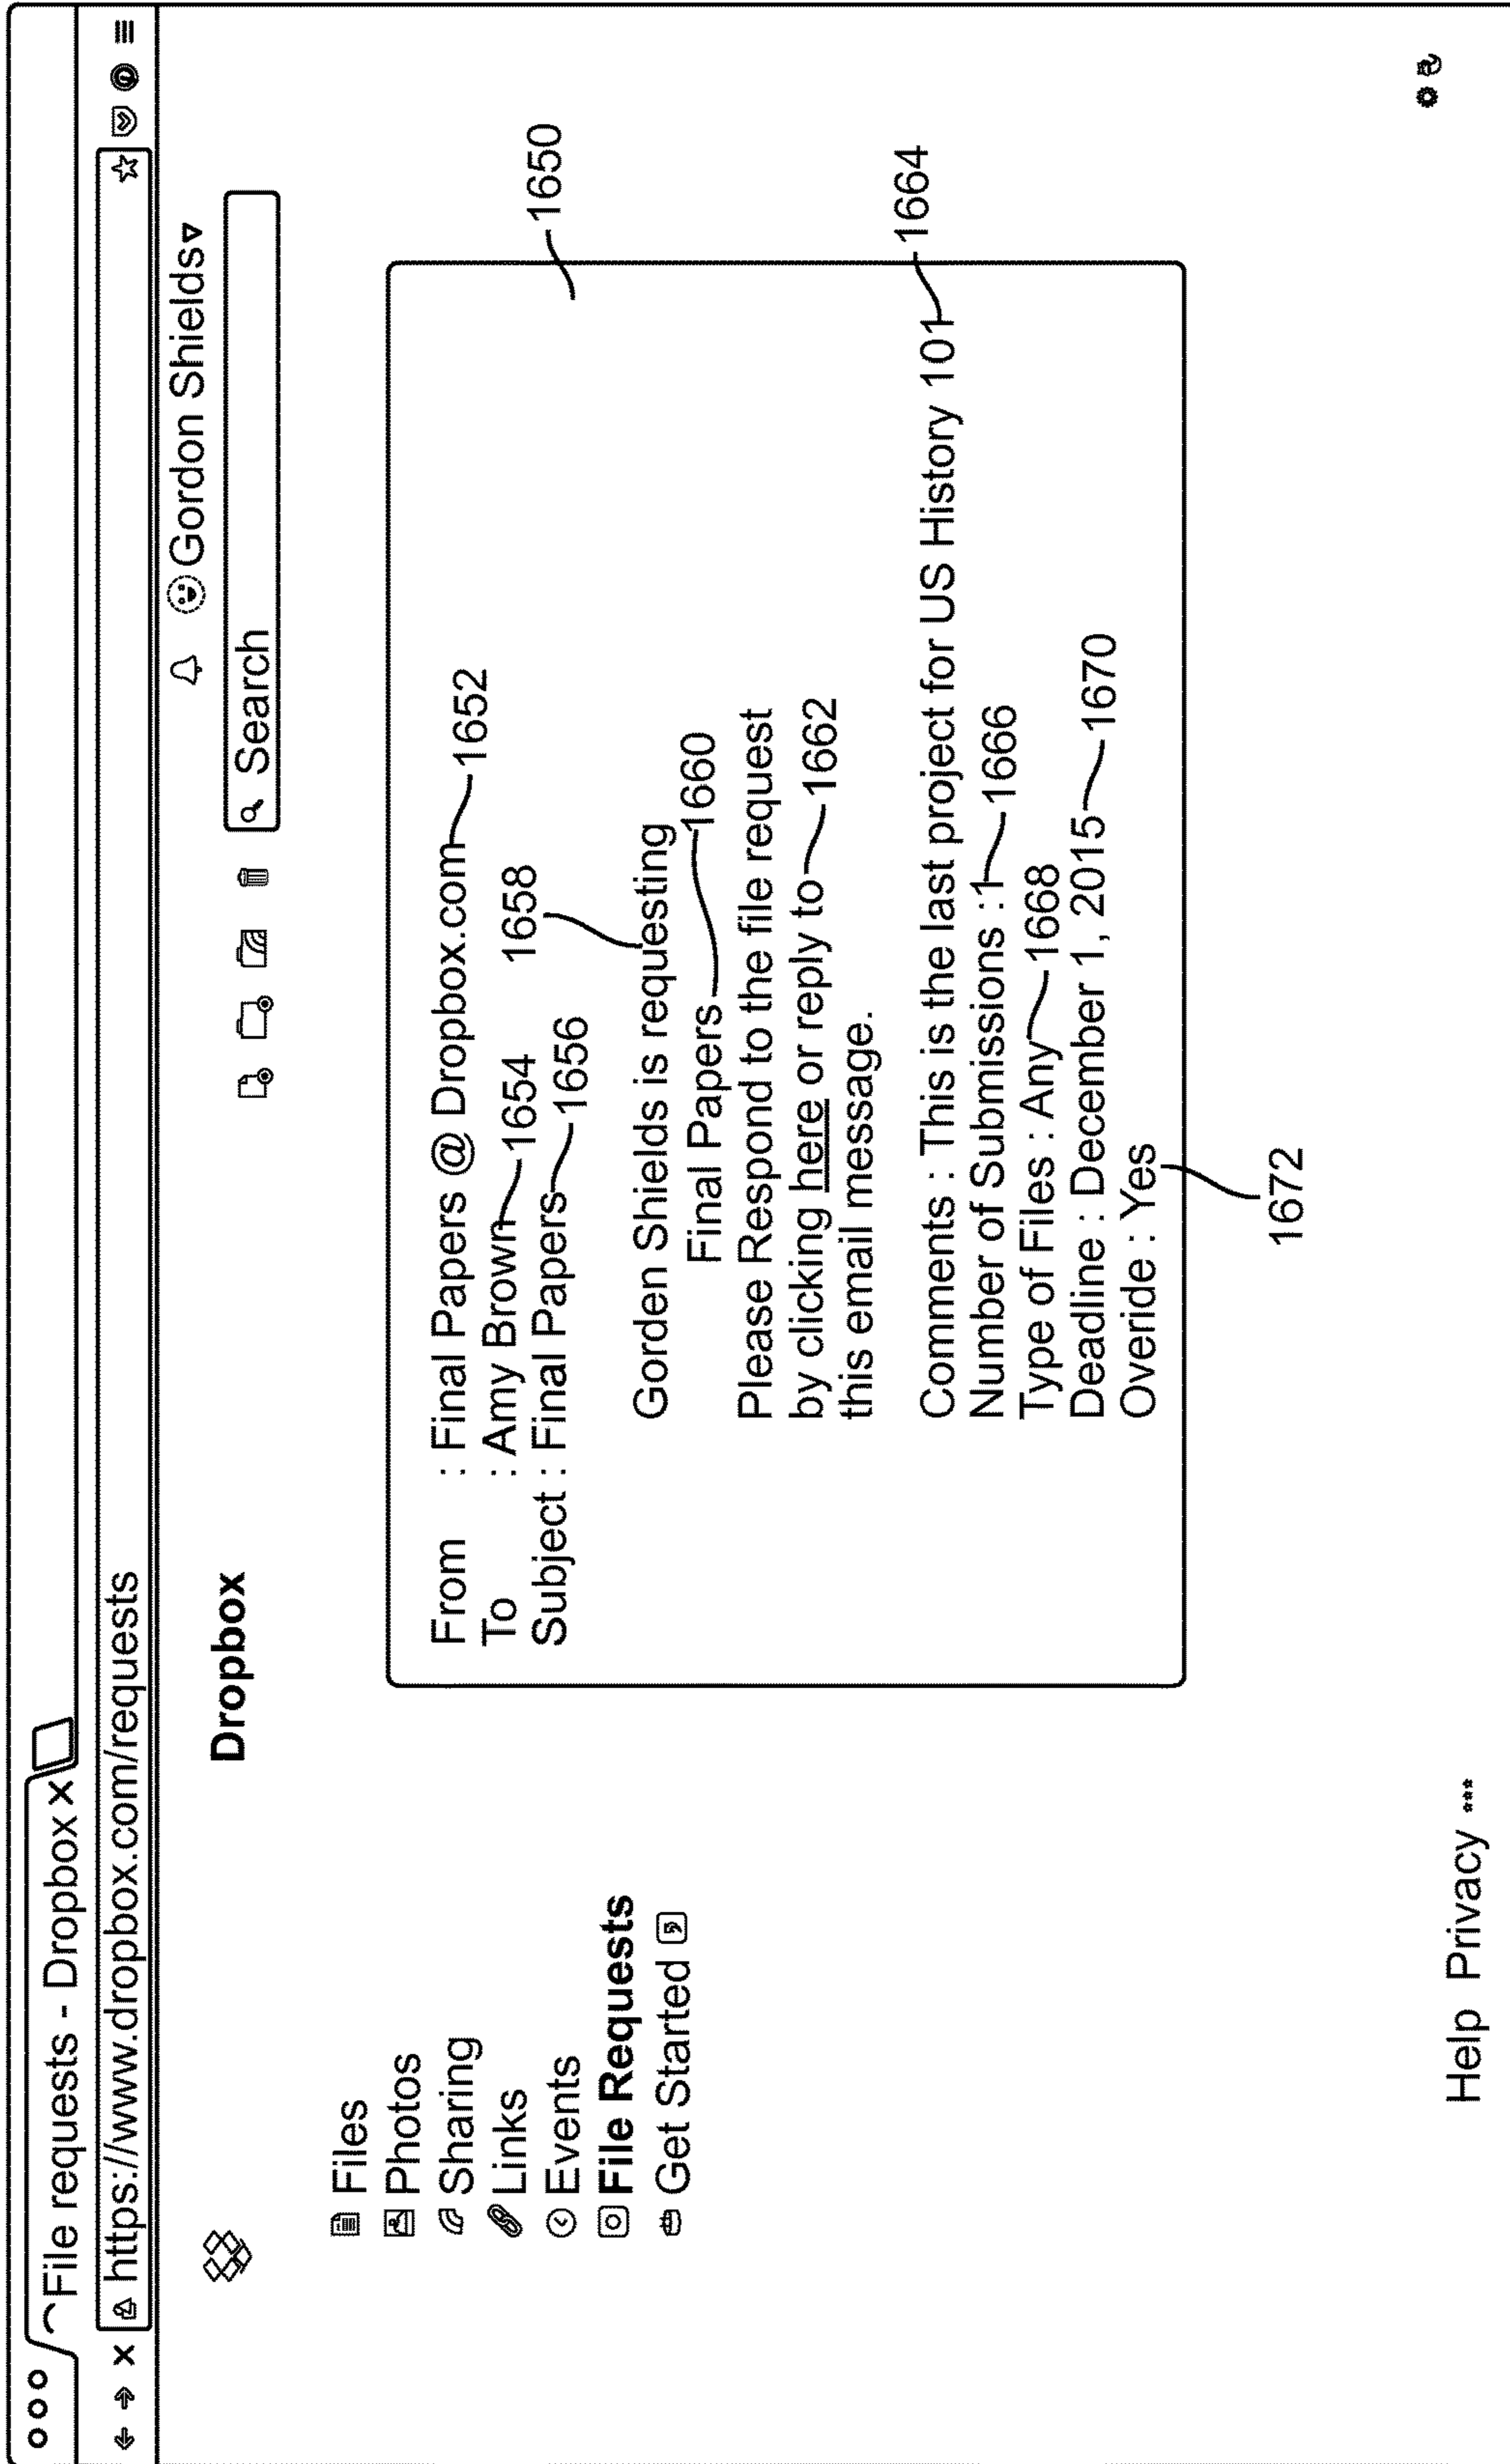 File requests - Dropbox
https://www.dropbox.com/requests
Gordon Shields
Dropbox
Search
Files
Photos
Sharing
Links
Events
File Requests
Get Started
1650
From : Final Papers @ Dropbox.com 1652
To : Amy Brown 1654
Subject : Final Papers 1656
1658
Gorden Shields is requesting
Final Papers 1660
Please Respond to the file request
by clicking here or reply to 1662
this email message.
1664
Comments : This is the last project for US History 101
Number of Submissions :1 1666
Type of Files : Any 1668
Deadline : December 1, 2015 1670
Overide : Yes
1672
Help Privacy ***